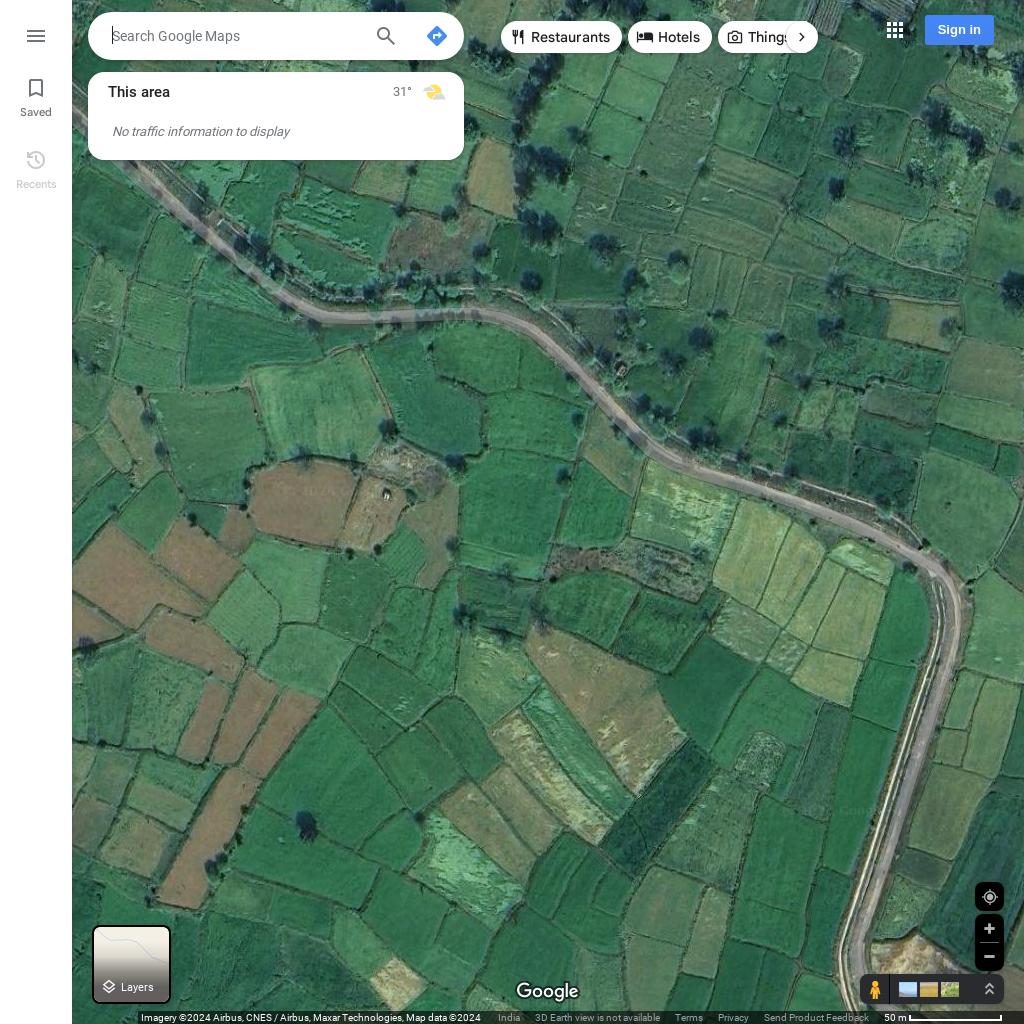 Search Google Maps
Restaurants
Hotels
Things
Sign in
Saved
Recents
This area
31°
No traffic information to display
Layers
Google
Imagery ©2024 Airbus, CNES / Airbus, Maxar Technologies, Map data ©2024
India
3D Earth view is not available
Terms
Privacy
Send Product Feedback
50 m